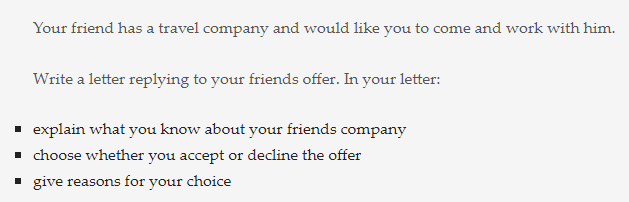 Your friend has a travel company and would like you to come and work with him.
Write a letter replying to your friends offer. In your letter:
▪ explain what you know about your friends company
▪ choose whether you accept or decline the offer
▪ give reasons for your choice